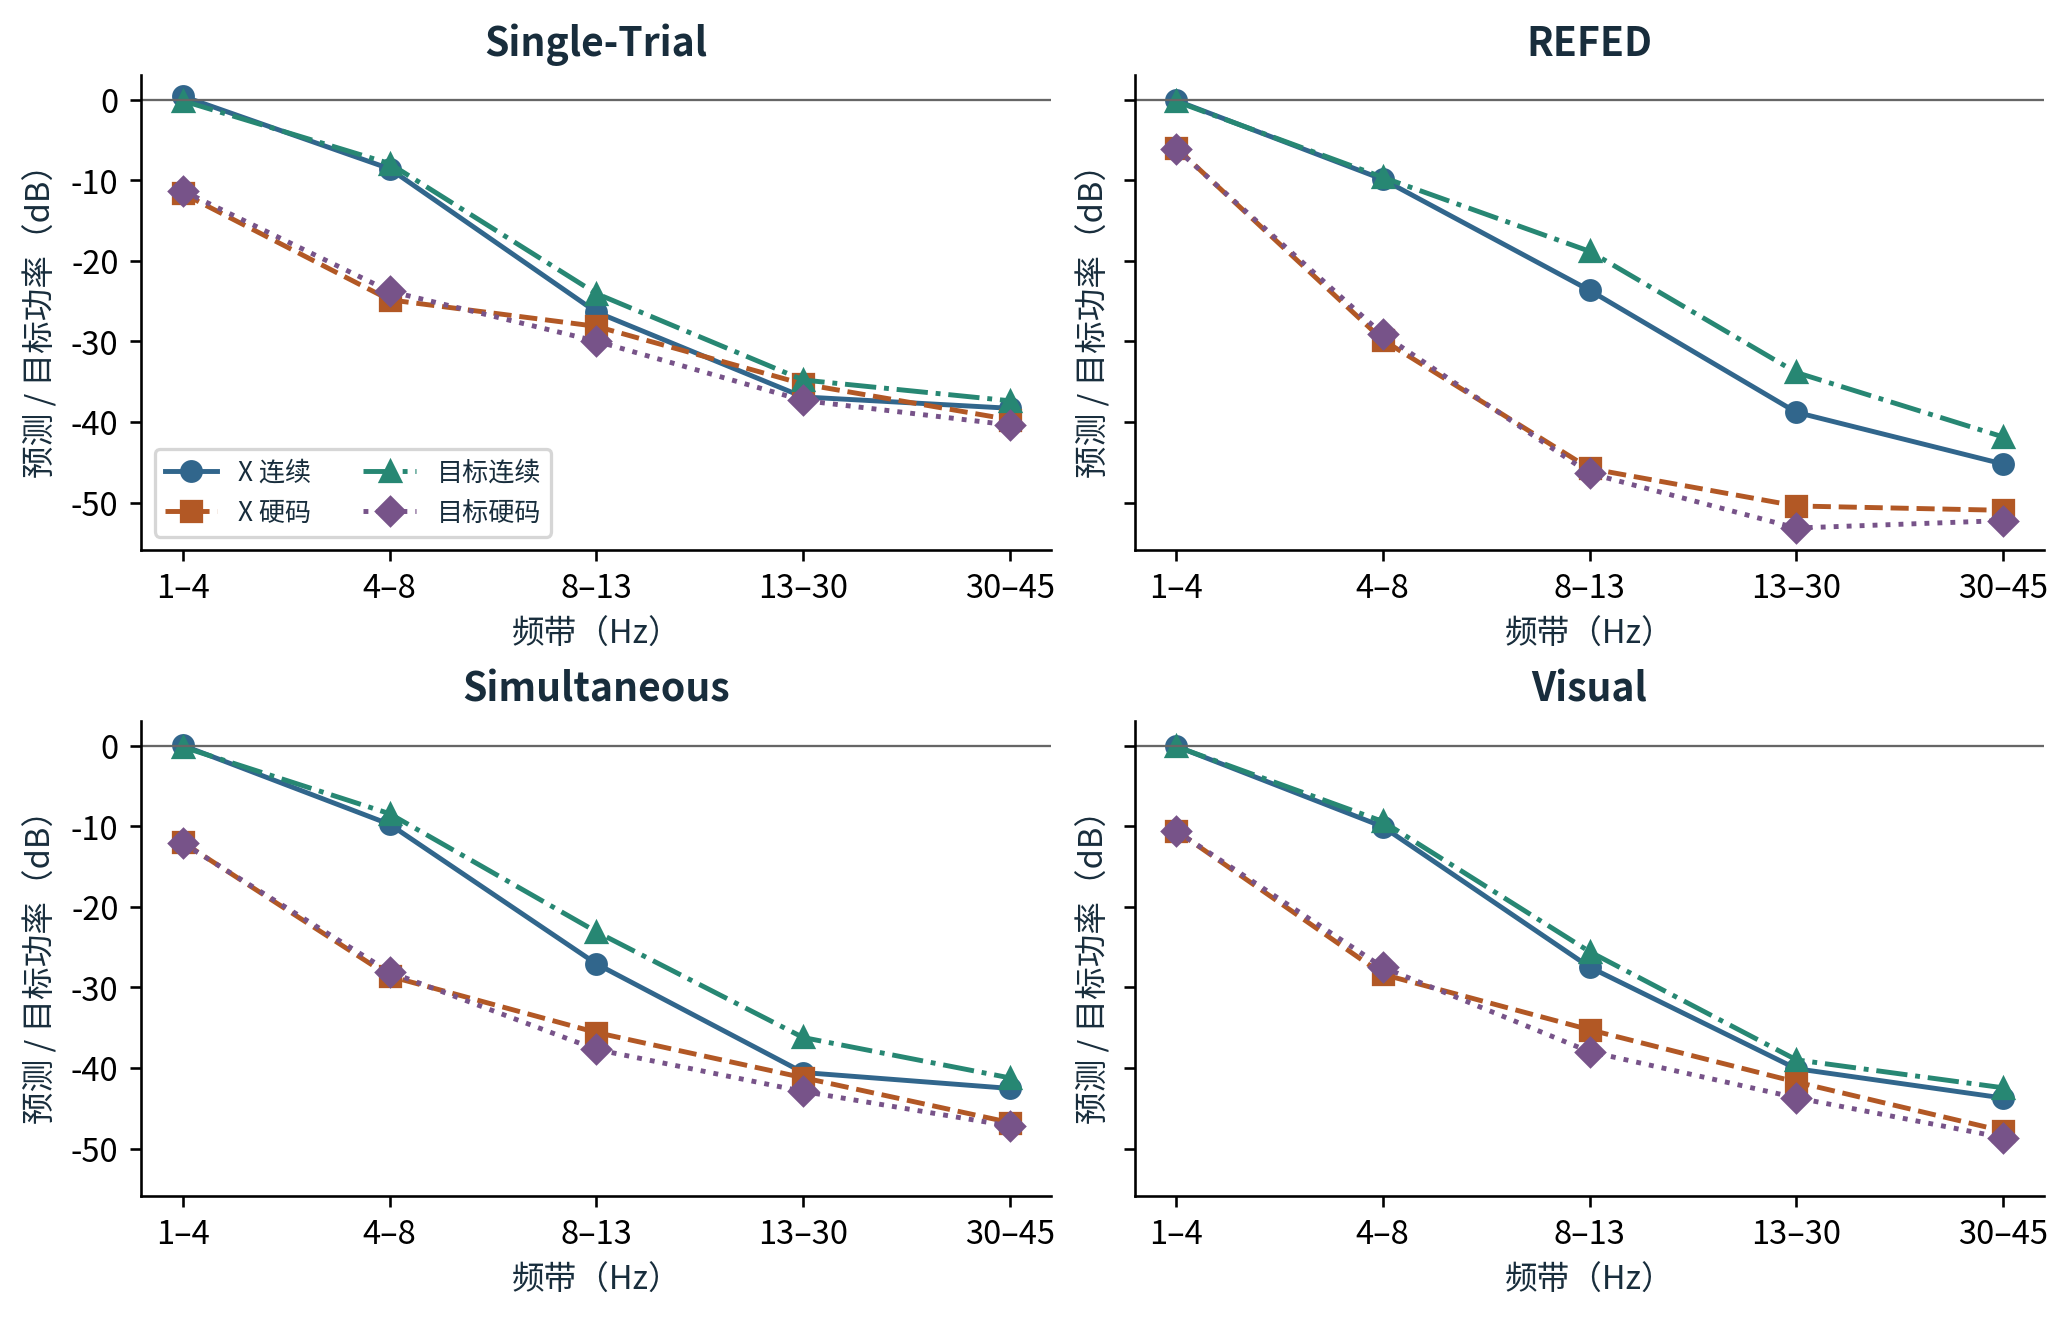 Single-Trial
预测 / 目标功率（dB）
0
-10
-20
-30
-40
-50
X 连续
X 硬码
目标连续
目标硬码
1–4
4–8
8–13
13–30
30–45
频带（Hz）
REFED
预测 / 目标功率（dB）
1–4
4–8
8–13
13–30
30–45
频带（Hz）
Simultaneous
预测 / 目标功率（dB）
0
-10
-20
-30
-40
-50
1–4
4–8
8–13
13–30
30–45
频带（Hz）
Visual
预测 / 目标功率（dB）
1–4
4–8
8–13
13–30
30–45
频带（Hz）